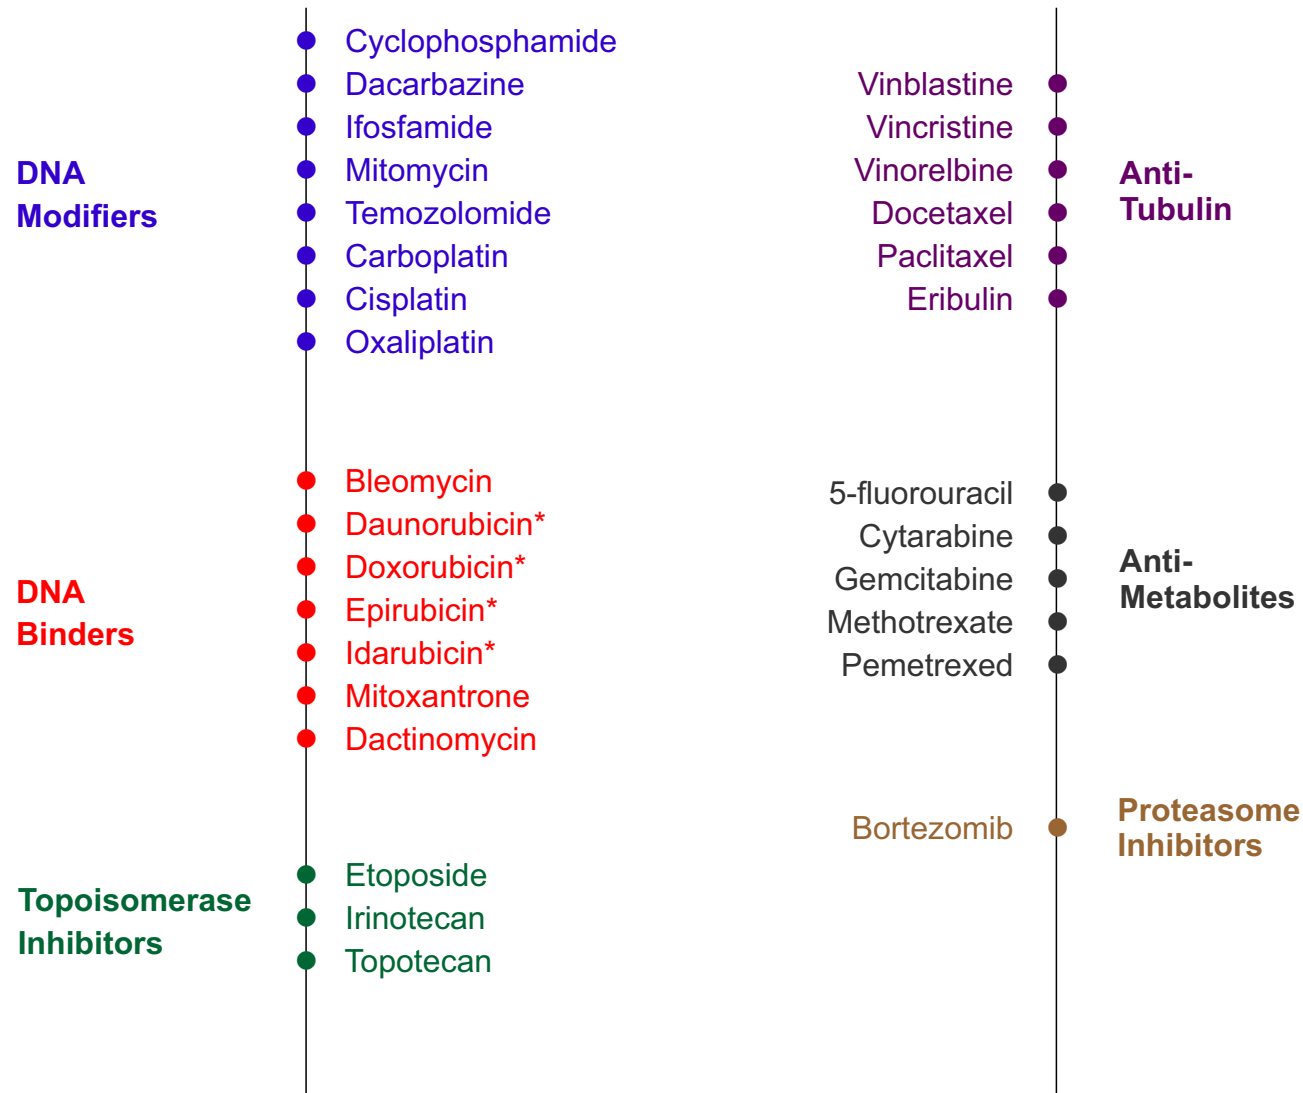 DNA
Modifiers
Cyclophosphamide
Dacarbazine
Ifosfamide
Mitomycin
Temozolomide
Carboplatin
Cisplatin
Oxaliplatin
DNA
Binders
Bleomycin
Daunorubicin*
Doxorubicin*
Epirubicin*
Idarubicin*
Mitoxantrone
Dactinomycin
Topoisomerase
Inhibitors
Etoposide
Irinotecan
Topotecan
Vinblastine
Vincristine
Vinorelbine
Docetaxel
Paclitaxel
Eribulin
Anti-
Tubulin
5-fluorouracil
Cytarabine
Gemcitabine
Methotrexate
Pemetrexed
Anti-
Metabolites
Bortezomib
Proteasome
Inhibitors